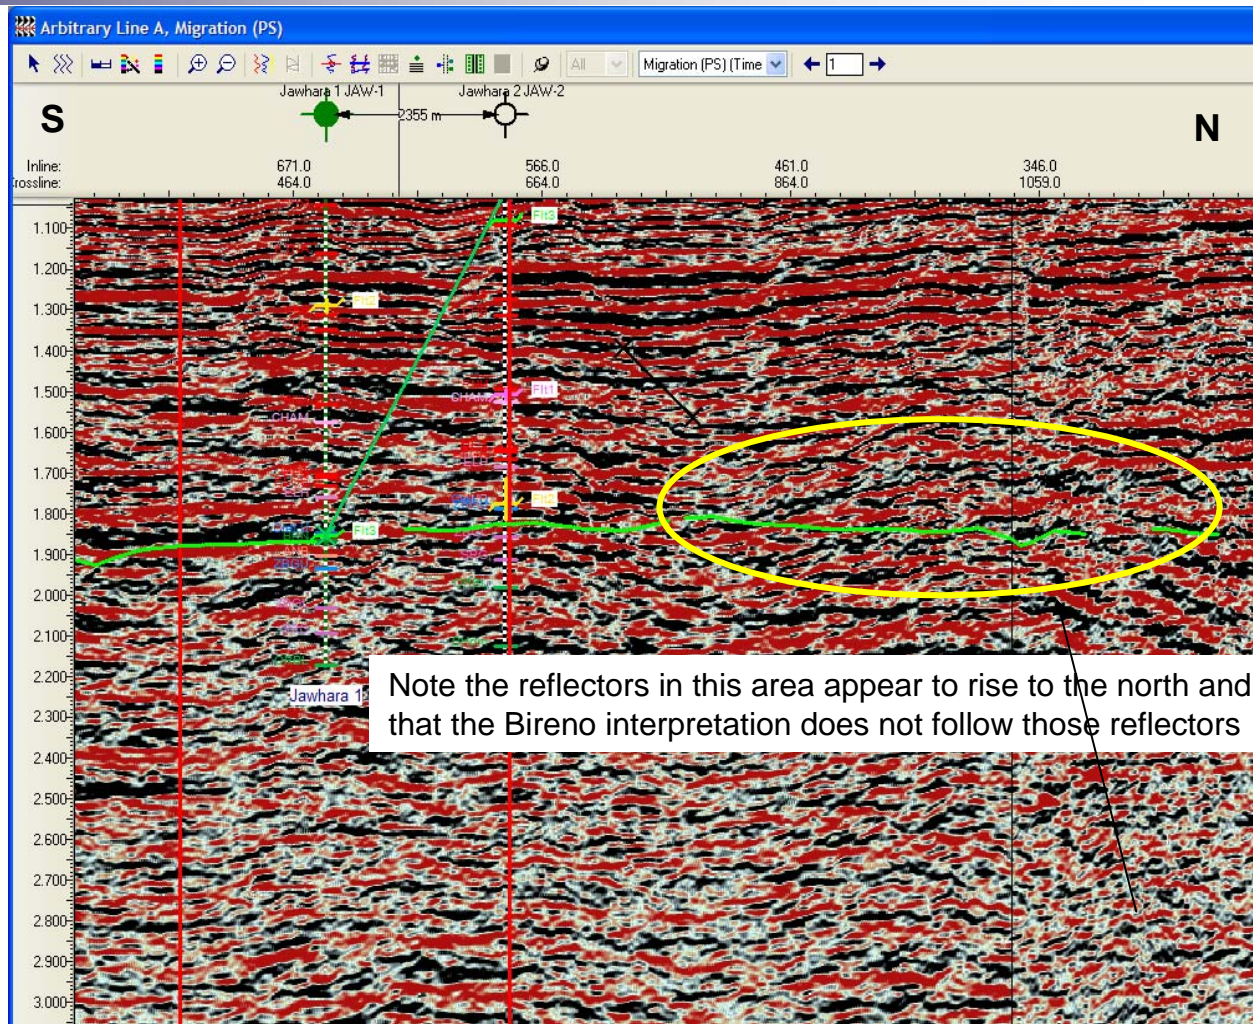 Arbitrary Line A, Migration (PS)
All Migration (PS) (Time 1
Jawhara 1 JAW-1 Jawhara 2 JAW-2
S 2355 m N
Inline: 671.0 566.0 461.0 346.0
rossline: 464.0 664.0 864.0 1059.0
1.100 Flt3
1.200
1.300 Flt2
1.400
1.500 Flt1
CHAM
CHAM
1.600
1.700
1.800 Flt2
Flt3
1.900
2.000
2.100
2.200
Jawhara 1
Note the reflectors in this area appear to rise to the north and
that the Bireno interpretation does not follow those reflectors
2.300
2.400
2.500
2.600
2.700
2.800
2.900
3.000